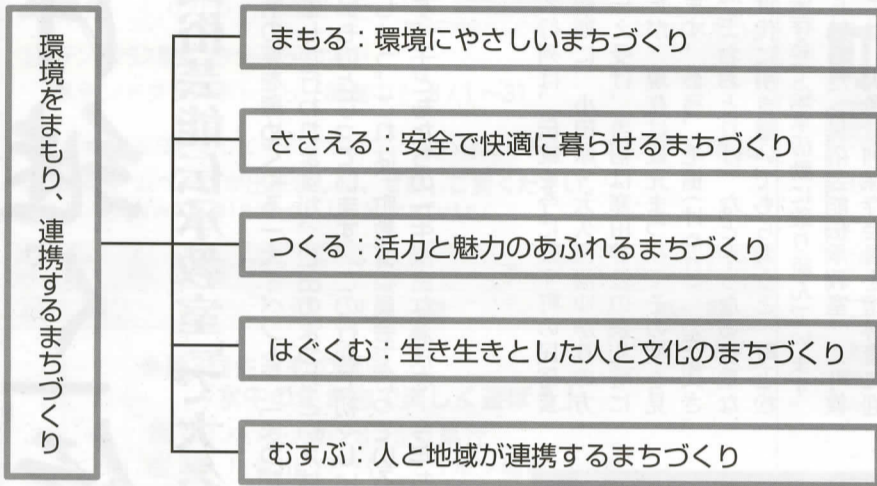 環境をまもり、連携するまちづくり
まもる：環境にやさしいまちづくり
ささえる：安全で快適に暮らせるまちづくり
つくる：活力と魅力のあふれるまちづくり
はぐくむ：生き生きとした人と文化のまちづくり
むすぶ：人と地域が連携するまちづくり